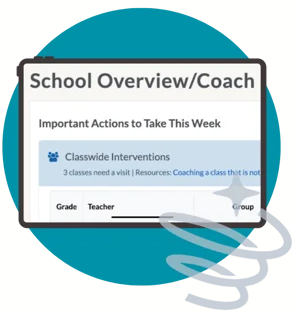 School Overview/Coach
Important Actions to Take This Week
Classwide Interventions
3 classes need a visit | Resources: Coaching a class that is not
Grade Teacher Group